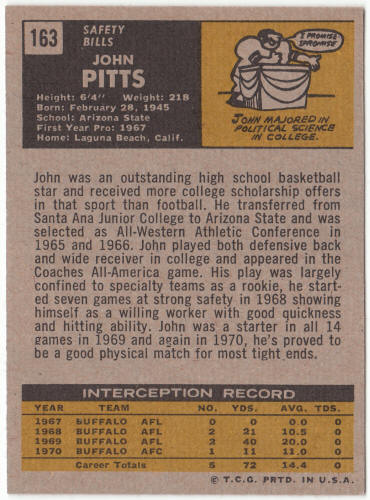 163
SAFETY
BILLS
JOHN
PITTS
Height: 6'4" Weight: 218
Born: February 28, 1945
School: Arizona State
First Year Pro: 1967
Home: Laguna Beach, Calif.
I PROMISE
I PROMISE
JOHN MAJORED IN
POLITICAL SCIENCE
IN COLLEGE.
John was an outstanding high school basketball
star and received more college scholarship offers
in that sport than football. He transferred from
Santa Ana Junior College to Arizona State and was
selected as All-Western Athletic Conference in
1965 and 1966. John played both defensive back
and wide receiver in college and appeared in the
Coaches All-America game. His play was largely
confined to specialty teams as a rookie, he start-
ed seven games at strong safety in 1968 showing
himself as a willing worker with good quickness
and hitting ability. John was a starter in all 14
games in 1969 and again in 1970, he's proved to
be a good physical match for most tight ends.
INTERCEPTION RECORD
YEAR TEAM NO. YDS. AVG. TDS.
1967 BUFFALO AFL 0 0 0 0
1968 BUFFALO AFL 2 21 10.5 0
1969 BUFFALO AFL 2 40 20.0 0
1970 BUFFALO AFC 1 11 11.0 0
Career Totals 5 72 14.4 0
© T.C.G. PRTD. IN U.S.A.